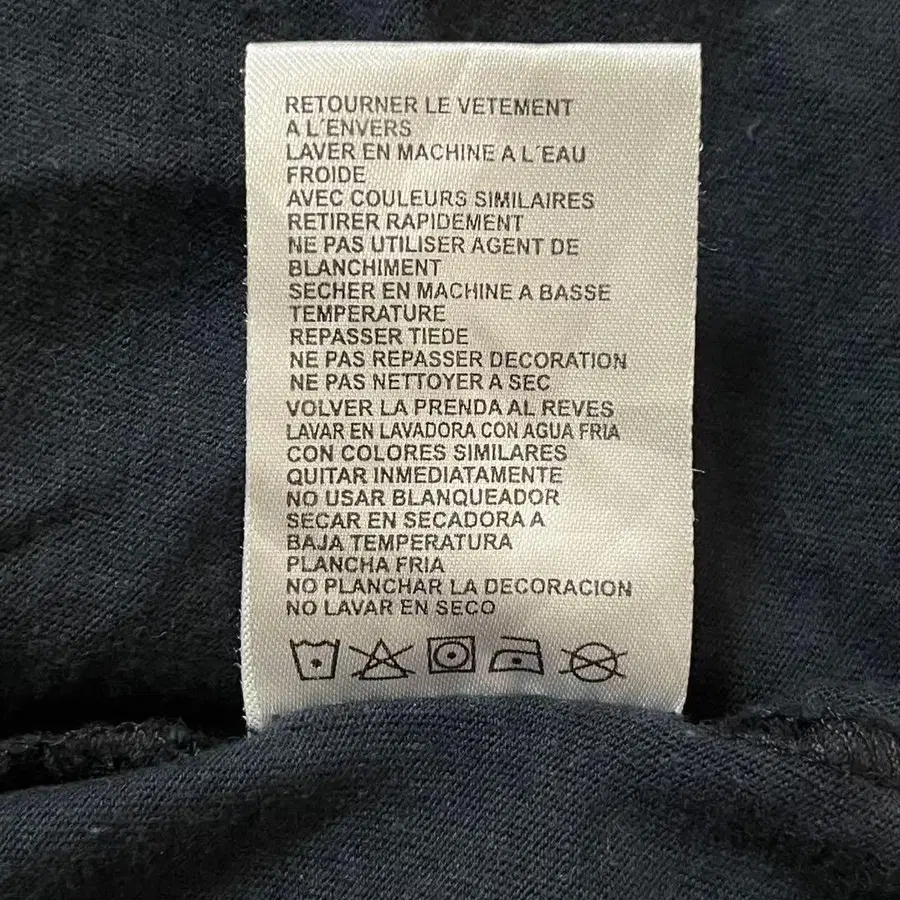 RETOURNER LE VETEMENT
A L´ENVERS
LAVER EN MACHINE A L´EAU
FROIDE
AVEC COULEURS SIMILAIRES
RETIRER RAPIDEMENT
NE PAS UTILISER AGENT DE
BLANCHIMENT
SECHER EN MACHINE A BASSE
TEMPERATURE
REPASSER TIEDE
NE PAS REPASSER DECORATION
NE PAS NETTOYER A SEC
VOLVER LA PRENDA AL REVES
LAVAR EN LAVADORA CON AGUA FRIA
CON COLORES SIMILARES
QUITAR INMEDIATAMENTE
NO USAR BLANQUEADOR
SECAR EN SECADORA A
BAJA TEMPERATURA
PLANCHA FRIA
NO PLANCHAR LA DECORACION
NO LAVAR EN SECO